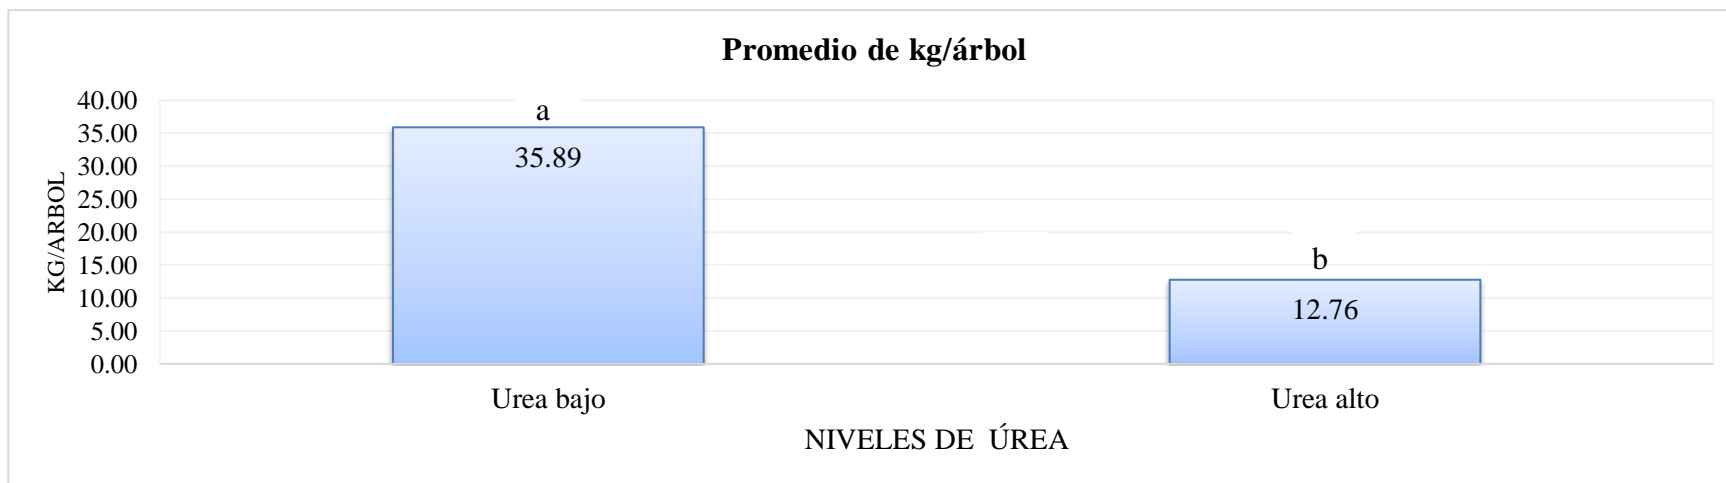 Promedio de kg/árbol
KG/ARBOL
40.00
35.00
30.00
25.00
20.00
15.00
10.00
5.00
0.00
a
35.89
b
12.76
Urea bajo
Urea alto
NIVELES DE  ÚREA